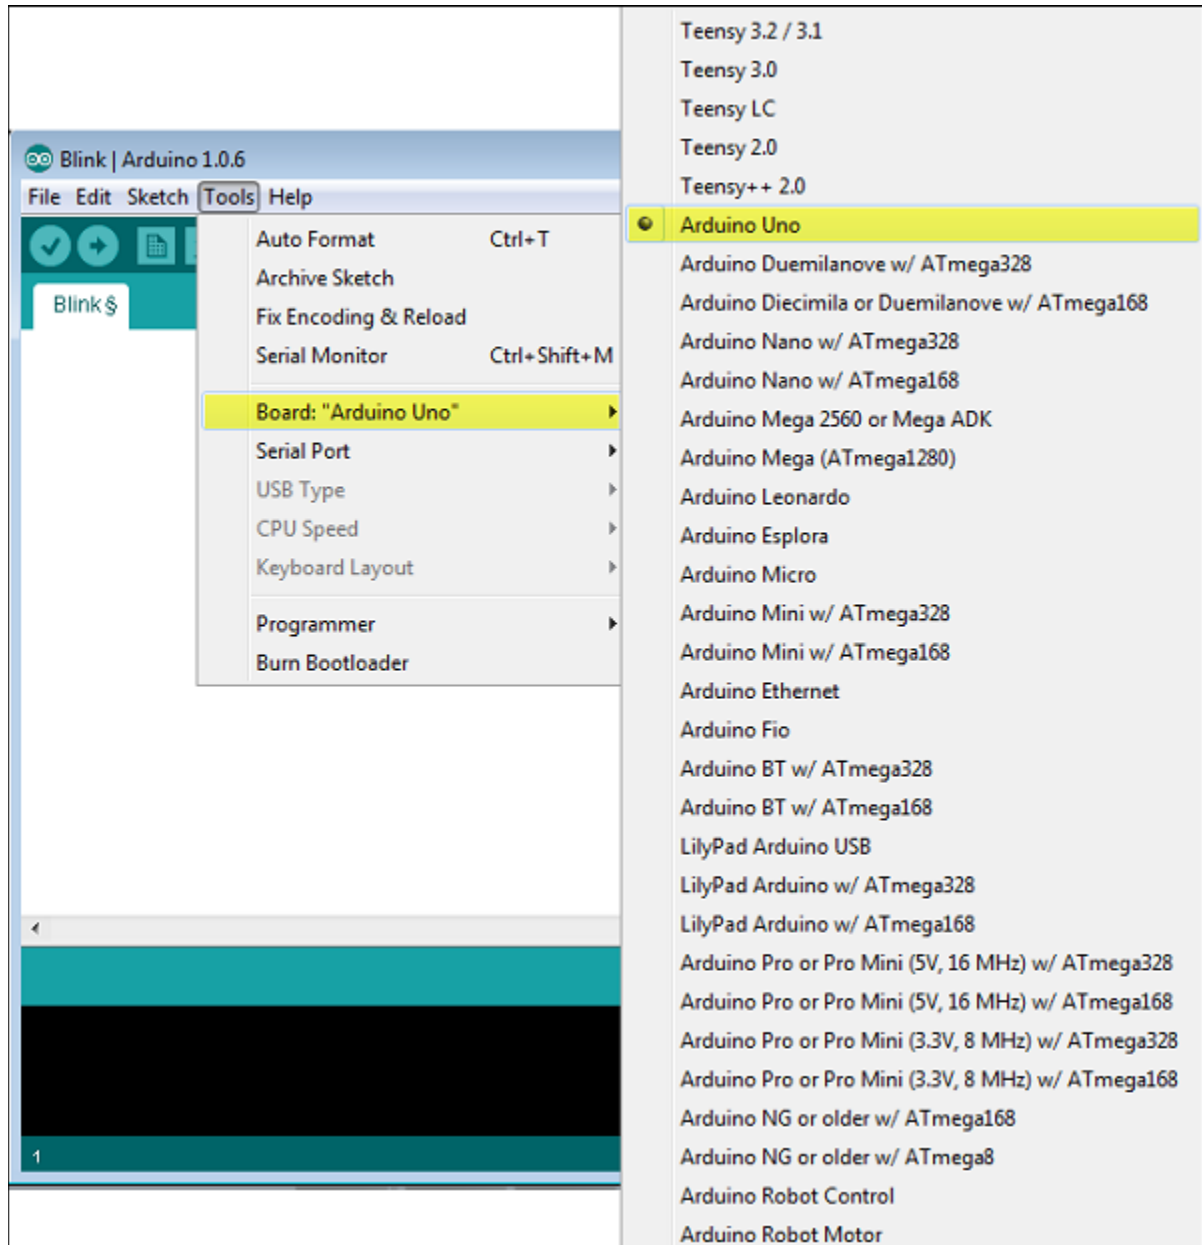 Blink | Arduino 1.0.6
File Edit Sketch Tools Help
Blink §
Auto Format Ctrl+T
Archive Sketch
Fix Encoding & Reload
Serial Monitor Ctrl+Shift+M
Board: "Arduino Uno"
Serial Port
USB Type
CPU Speed
Keyboard Layout
Programmer
Burn Bootloader
1
Teensy 3.2 / 3.1
Teensy 3.0
Teensy LC
Teensy 2.0
Teensy++ 2.0
Arduino Uno
Arduino Duemilanove w/ ATmega328
Arduino Diecimila or Duemilanove w/ ATmega168
Arduino Nano w/ ATmega328
Arduino Nano w/ ATmega168
Arduino Mega 2560 or Mega ADK
Arduino Mega (ATmega1280)
Arduino Leonardo
Arduino Esplora
Arduino Micro
Arduino Mini w/ ATmega328
Arduino Mini w/ ATmega168
Arduino Ethernet
Arduino Fio
Arduino BT w/ ATmega328
Arduino BT w/ ATmega168
LilyPad Arduino USB
LilyPad Arduino w/ ATmega328
LilyPad Arduino w/ ATmega168
Arduino Pro or Pro Mini (5V, 16 MHz) w/ ATmega328
Arduino Pro or Pro Mini (5V, 16 MHz) w/ ATmega168
Arduino Pro or Pro Mini (3.3V, 8 MHz) w/ ATmega328
Arduino Pro or Pro Mini (3.3V, 8 MHz) w/ ATmega168
Arduino NG or older w/ ATmega168
Arduino NG or older w/ ATmega8
Arduino Robot Control
Arduino Robot Motor